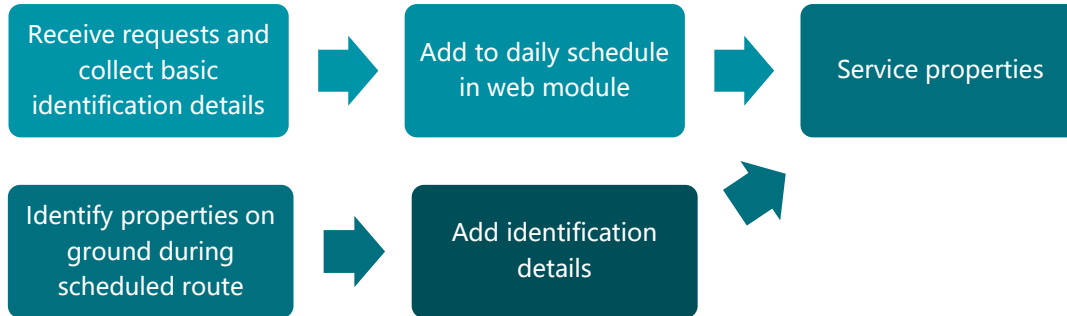 Receive requests and
collect basic
identification details
Add to daily schedule
in web module
Service properties
Identify properties on
ground during
scheduled route
Add identification
details